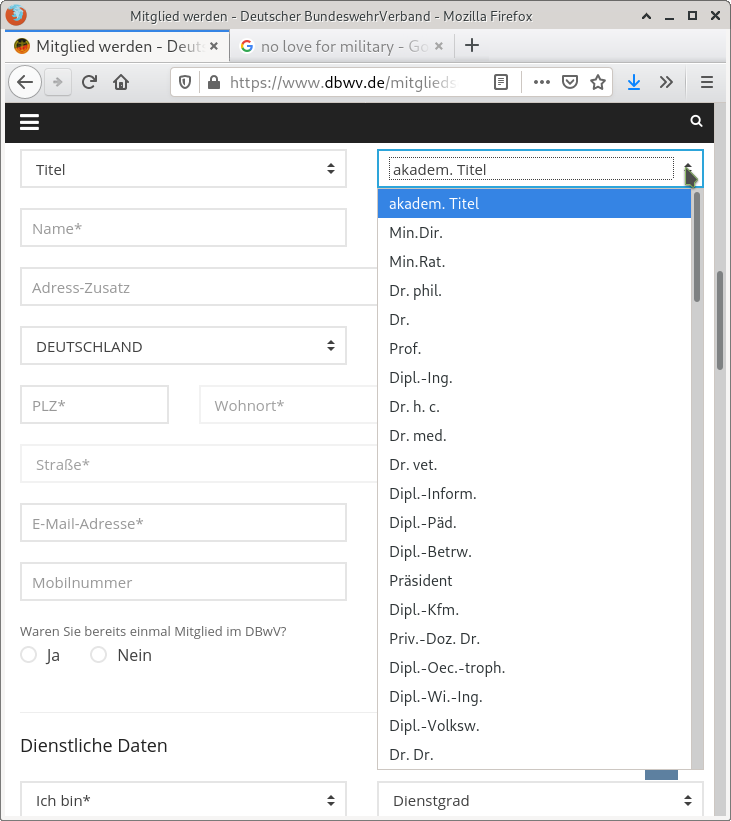 Mitglied werden - Deutscher BundeswehrVerband - Mozilla Firefox
Mitglied werden - Deuts
no love for military - Go
https://www.dbwv.de/mitglieds
Titel
akadem. Titel
akadem. Titel
Name*
Min.Dir.
Min.Rat.
Adress-Zusatz
Dr. phil.
Dr.
DEUTSCHLAND
Prof.
Dipl.-Ing.
PLZ*
Wohnort*
Dr. h. c.
Dr. med.
Straße*
Dr. vet.
Dipl.-Inform.
E-Mail-Adresse*
Dipl.-Päd.
Dipl.-Betrw.
Mobilnummer
Präsident
Dipl.-Kfm.
Waren Sie bereits einmal Mitglied im DBwV?
Priv.-Doz. Dr.
Ja
Nein
Dipl.-Oec.-troph.
Dipl.-Wi.-Ing.
Dipl.-Volksw.
Dienstliche Daten
Dr. Dr.
Ich bin*
Dienstgrad